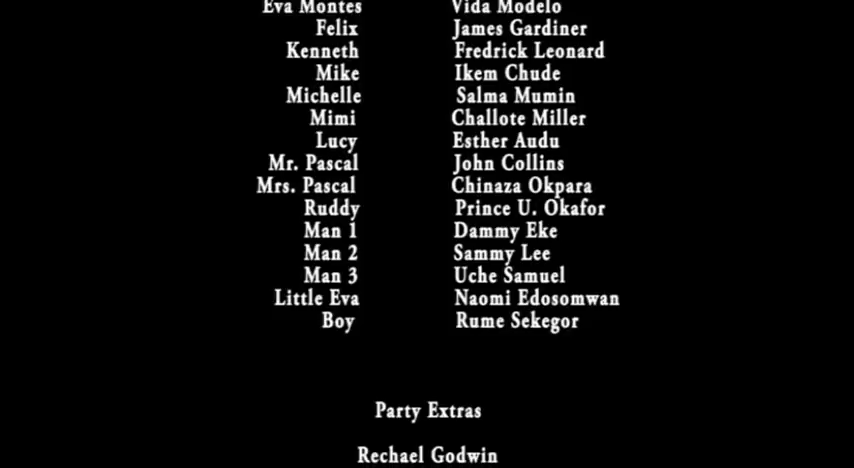 Eva Montes Vida Modelo
Felix James Gardiner
Kenneth Fredrick Leonard
Mike Ikem Chude
Michelle Salma Mumin
Mimi Challote Miller
Lucy Esther Audu
Mr. Pascal John Collins
Mrs. Pascal Chinaza Okpara
Ruddy Prince U. Okafor
Man 1 Dammy Eke
Man 2 Sammy Lee
Man 3 Uche Samuel
Little Eva Naomi Edosomwan
Boy Rume Sekegor
Party Extras
Rechael Godwin